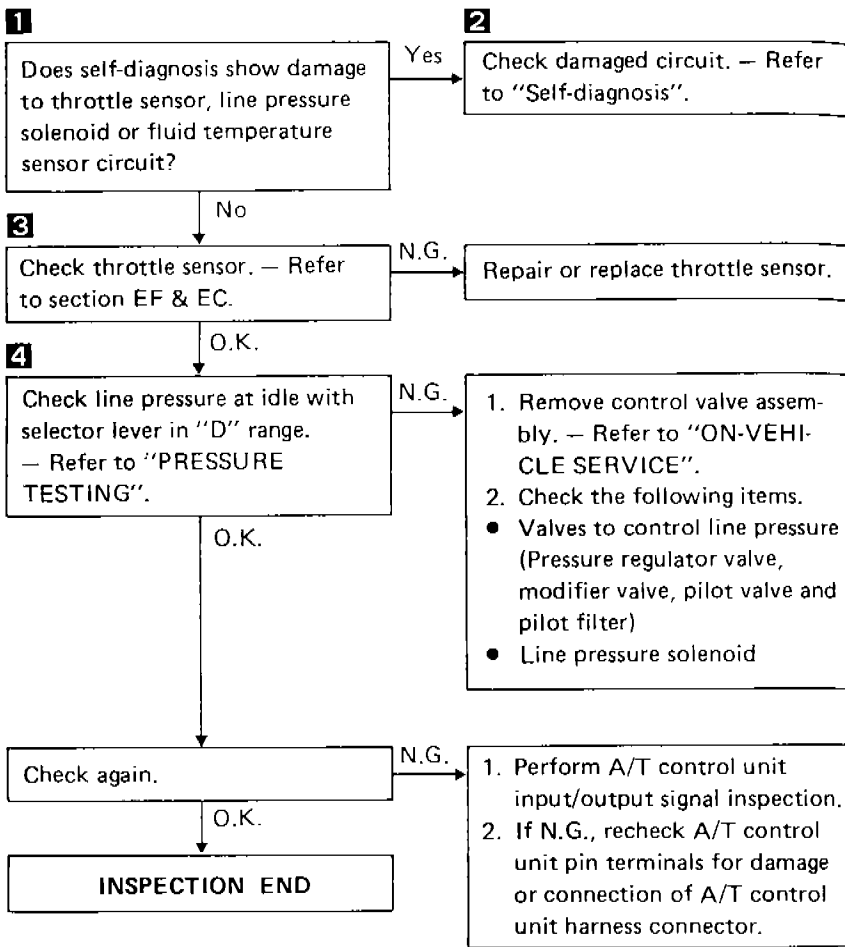 1
Does self-diagnosis show damage
to throttle sensor, line pressure
solenoid or fluid temperature
sensor circuit?
Yes
2
Check damaged circuit. — Refer
to "Self-diagnosis".
No
3
Check throttle sensor. — Refer
to section EF & EC.
N.G.
Repair or replace throttle sensor.
O.K.
4
Check line pressure at idle with
selector lever in "D" range.
— Refer to "PRESSURE
TESTING".
N.G.
1. Remove control valve assem-
bly. — Refer to "ON-VEHI-
CLE SERVICE".
2. Check the following items.
● Valves to control line pressure
(Pressure regulator valve,
modifier valve, pilot valve and
pilot filter)
● Line pressure solenoid
O.K.
Check again.
N.G.
1. Perform A/T control unit
input/output signal inspection.
2. If N.G., recheck A/T control
unit pin terminals for damage
or connection of A/T control
unit harness connector.
O.K.
INSPECTION END